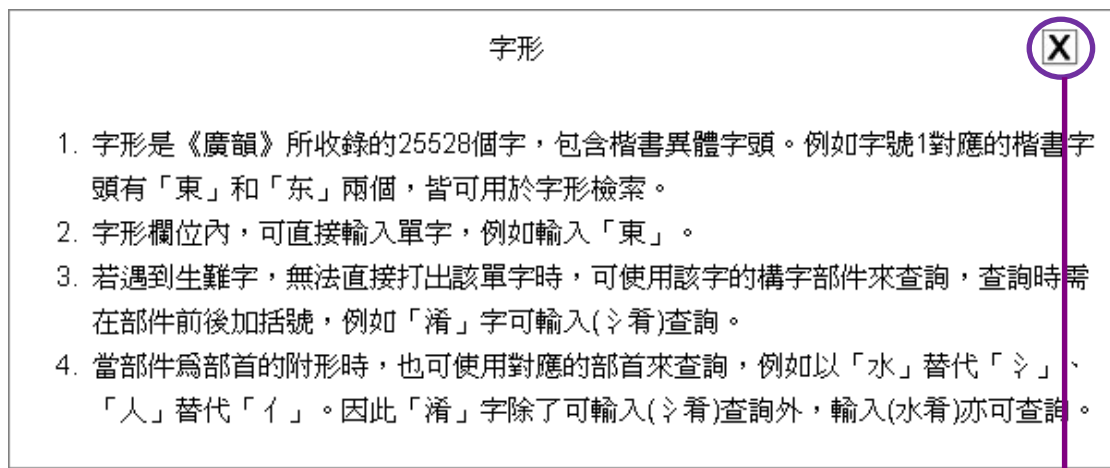 字形
X
1. 字形是《廣韻》所收錄的25528個字，包含楷書異體字頭。例如字號1對應的楷書字
頭有「東」和「东」兩個，皆可用於字形檢索。
2. 字形欄位內，可直接輸入單字，例如輸入「東」。
3. 若遇到生難字，無法直接打出該單字時，可使用該字的構字部件來查詢，查詢時需
在部件前後加括號，例如「淆」字可輸入(氵肴)查詢。
4. 當部件為部首的附形時，也可使用對應的部首來查詢，例如以「水」替代「氵」、
「人」替代「亻」。因此「淆」字除了可輸入(氵肴)查詢外，輸入(水肴)亦可查詢。